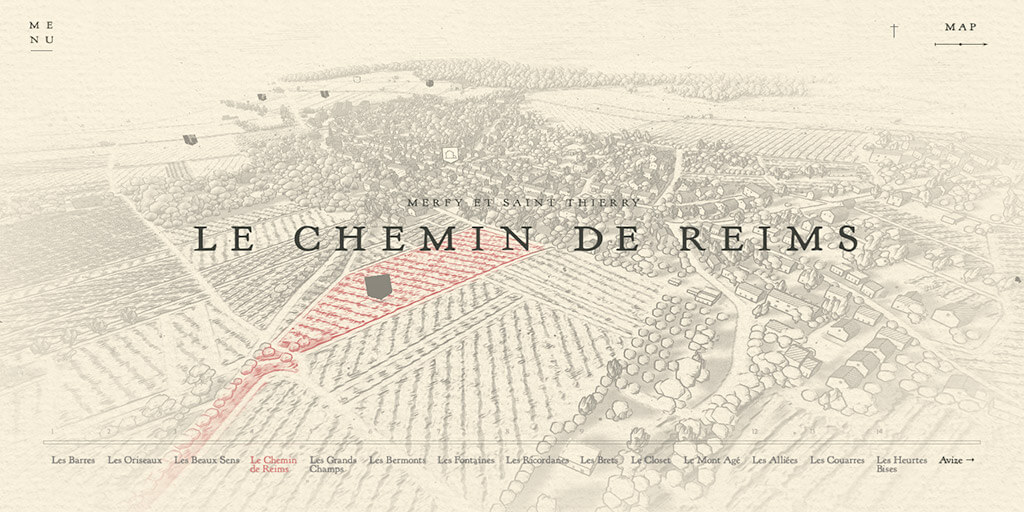 ME
NU
MAP
MERFY ET SAINT THIERRY
LE CHEMIN DE REIMS
Les Barres
Les Oriseaux
Les Beaux Sens
Le Chemin
de Reims
Les Grands
Champs
Les Bermonts
Les Fontaines
Les Ricordanes
Les Brets
Le Closet
Le Mont Agé
Les Alliées
Les Couarres
Les Heurtes
Bises
Avize →